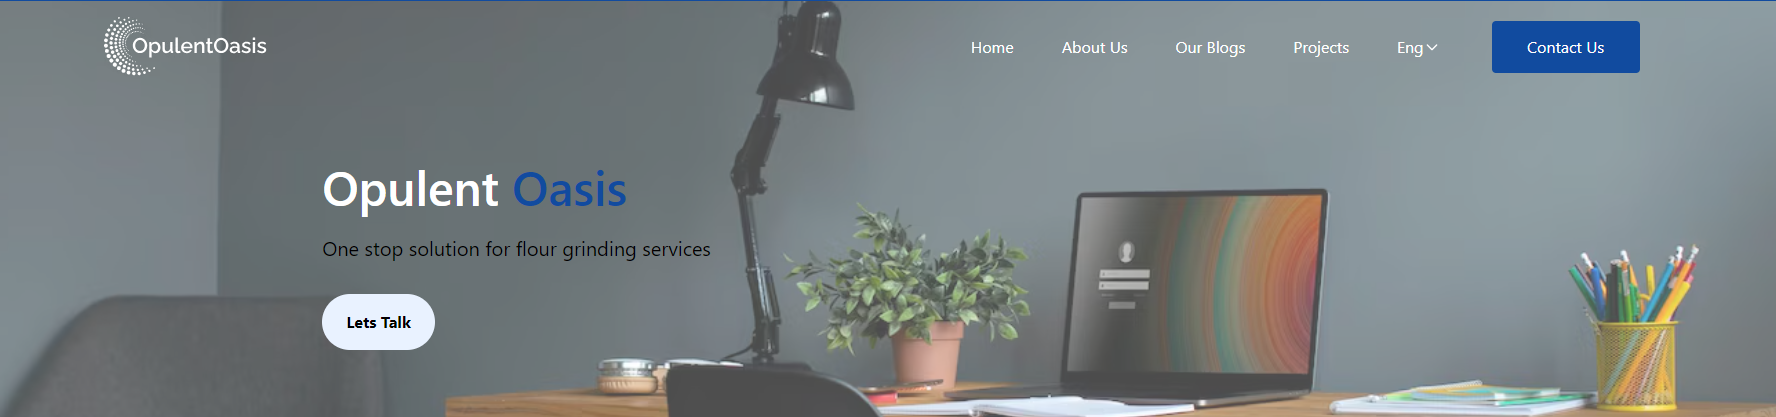 OpulentOasis
Home About Us Our Blogs Projects Eng Contact Us
Opulent Oasis
One stop solution for flour grinding services
Lets Talk